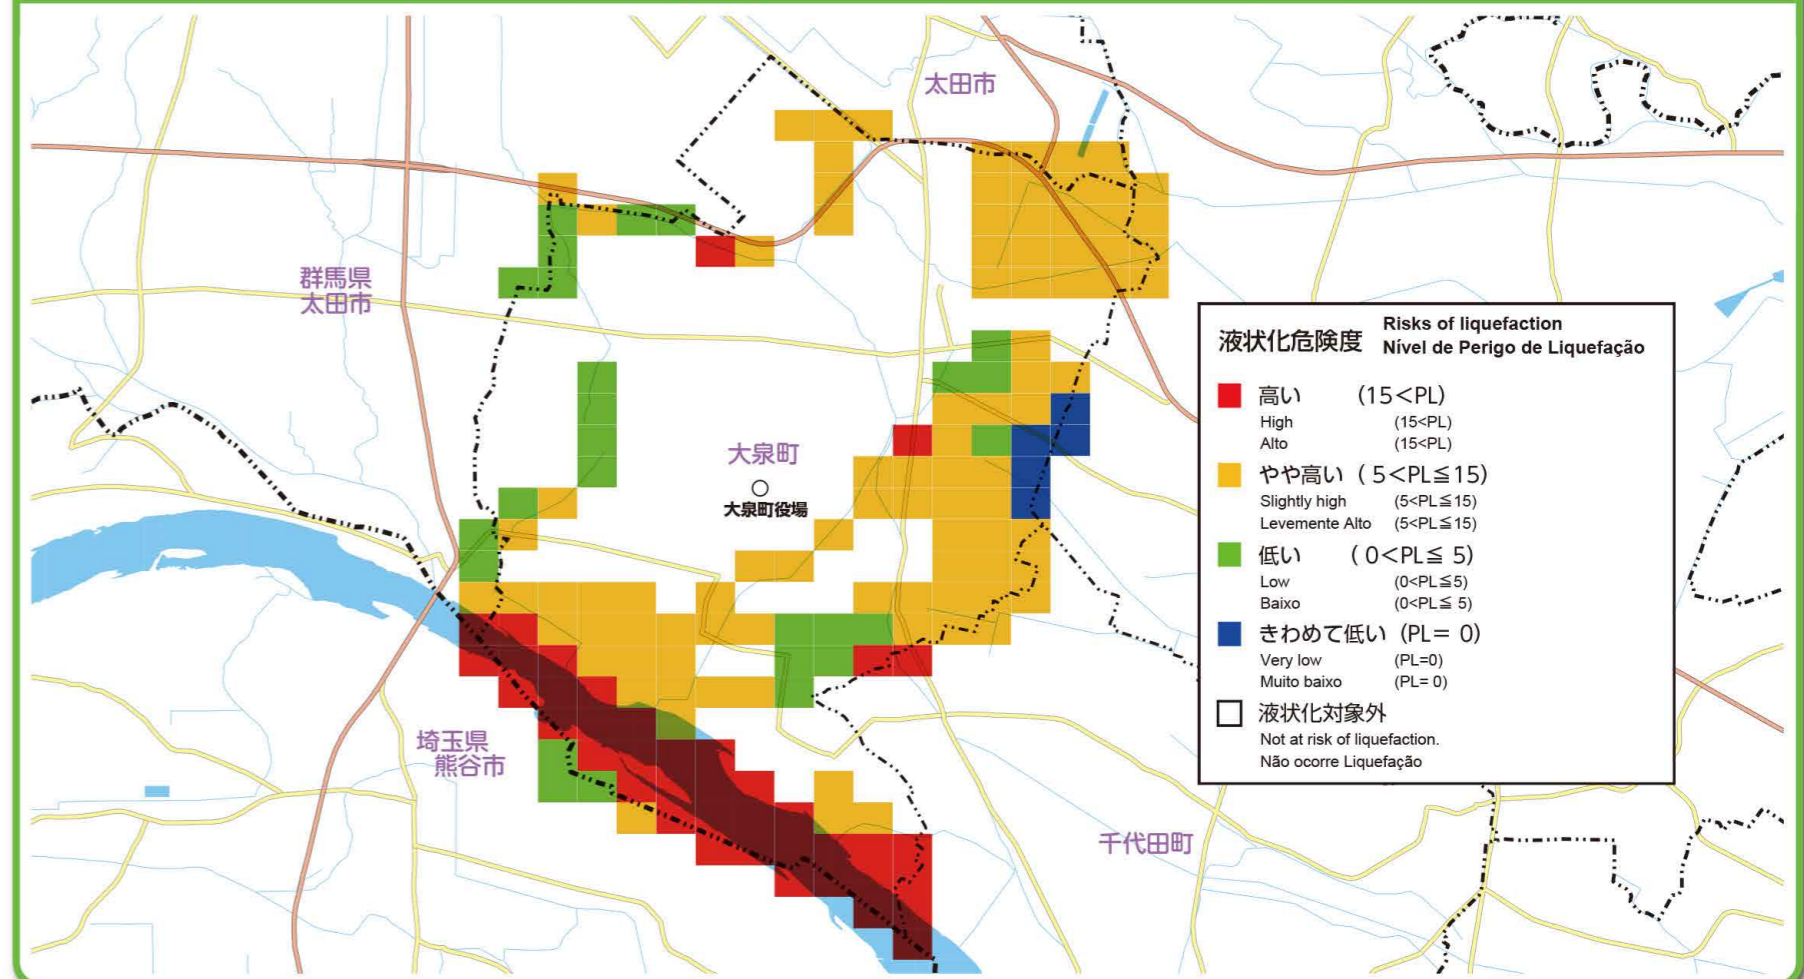 太田市
群馬県
太田市
大泉町
大泉町役場
埼玉県
熊谷市
千代田町
液状化危険度
Risks of liquefaction
Nível de Perigo de Liquefação
高い (15<PL)
High (15<PL)
Alto (15<PL)
やや高い ( 5<PL≦15)
Slightly high (5<PL≦15)
Levemente Alto (5<PL≦15)
低い ( 0<PL≦ 5)
Low (0<PL≦5)
Baixo (0<PL≦ 5)
きわめて低い (PL= 0)
Very low (PL=0)
Muito baixo (PL= 0)
液状化対象外
Not at risk of liquefaction.
Não ocorre Liquefação